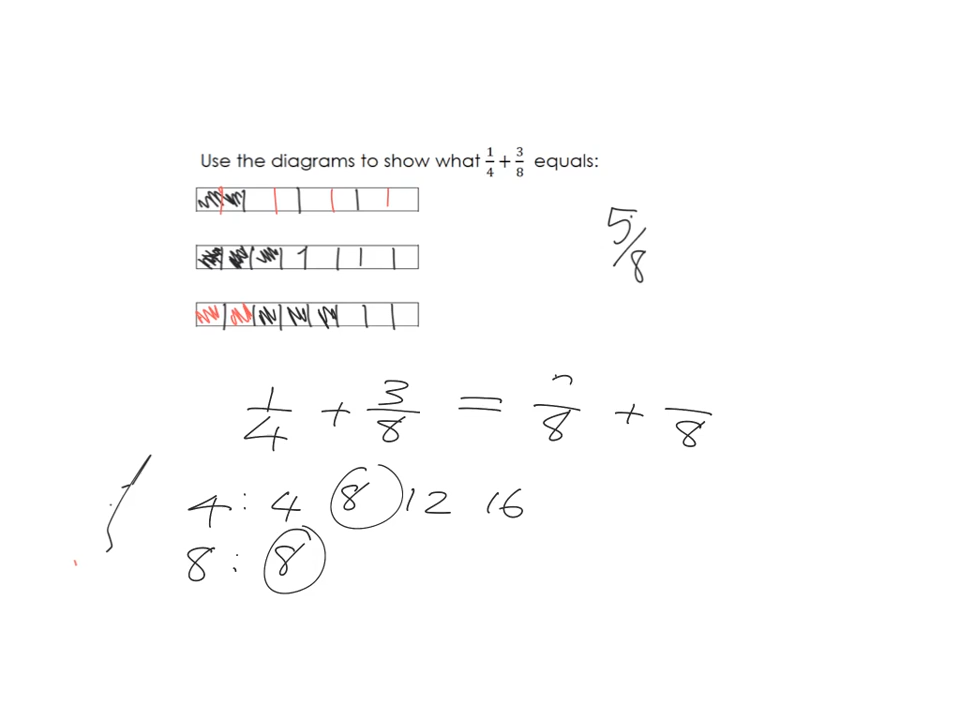 Use the diagrams to show what 1/4 + 3/8 equals:
5/8
1/4 + 3/8 = /8 + /8
4: 4 8 12 16
8: 8